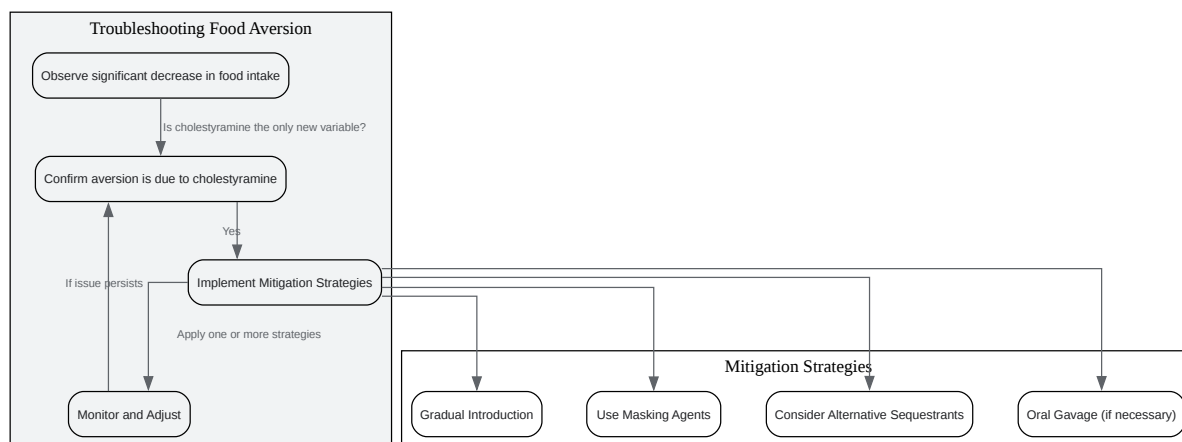 Troubleshooting Food Aversion
Observe significant decrease in food intake
Is cholestyramine the only new variable?
Confirm aversion is due to cholestyramine
Yes
If issue persists
Implement Mitigation Strategies
Apply one or more strategies
Monitor and Adjust
Mitigation Strategies
Gradual Introduction
Use Masking Agents
Consider Alternative Sequestrants
Oral Gavage (if necessary)